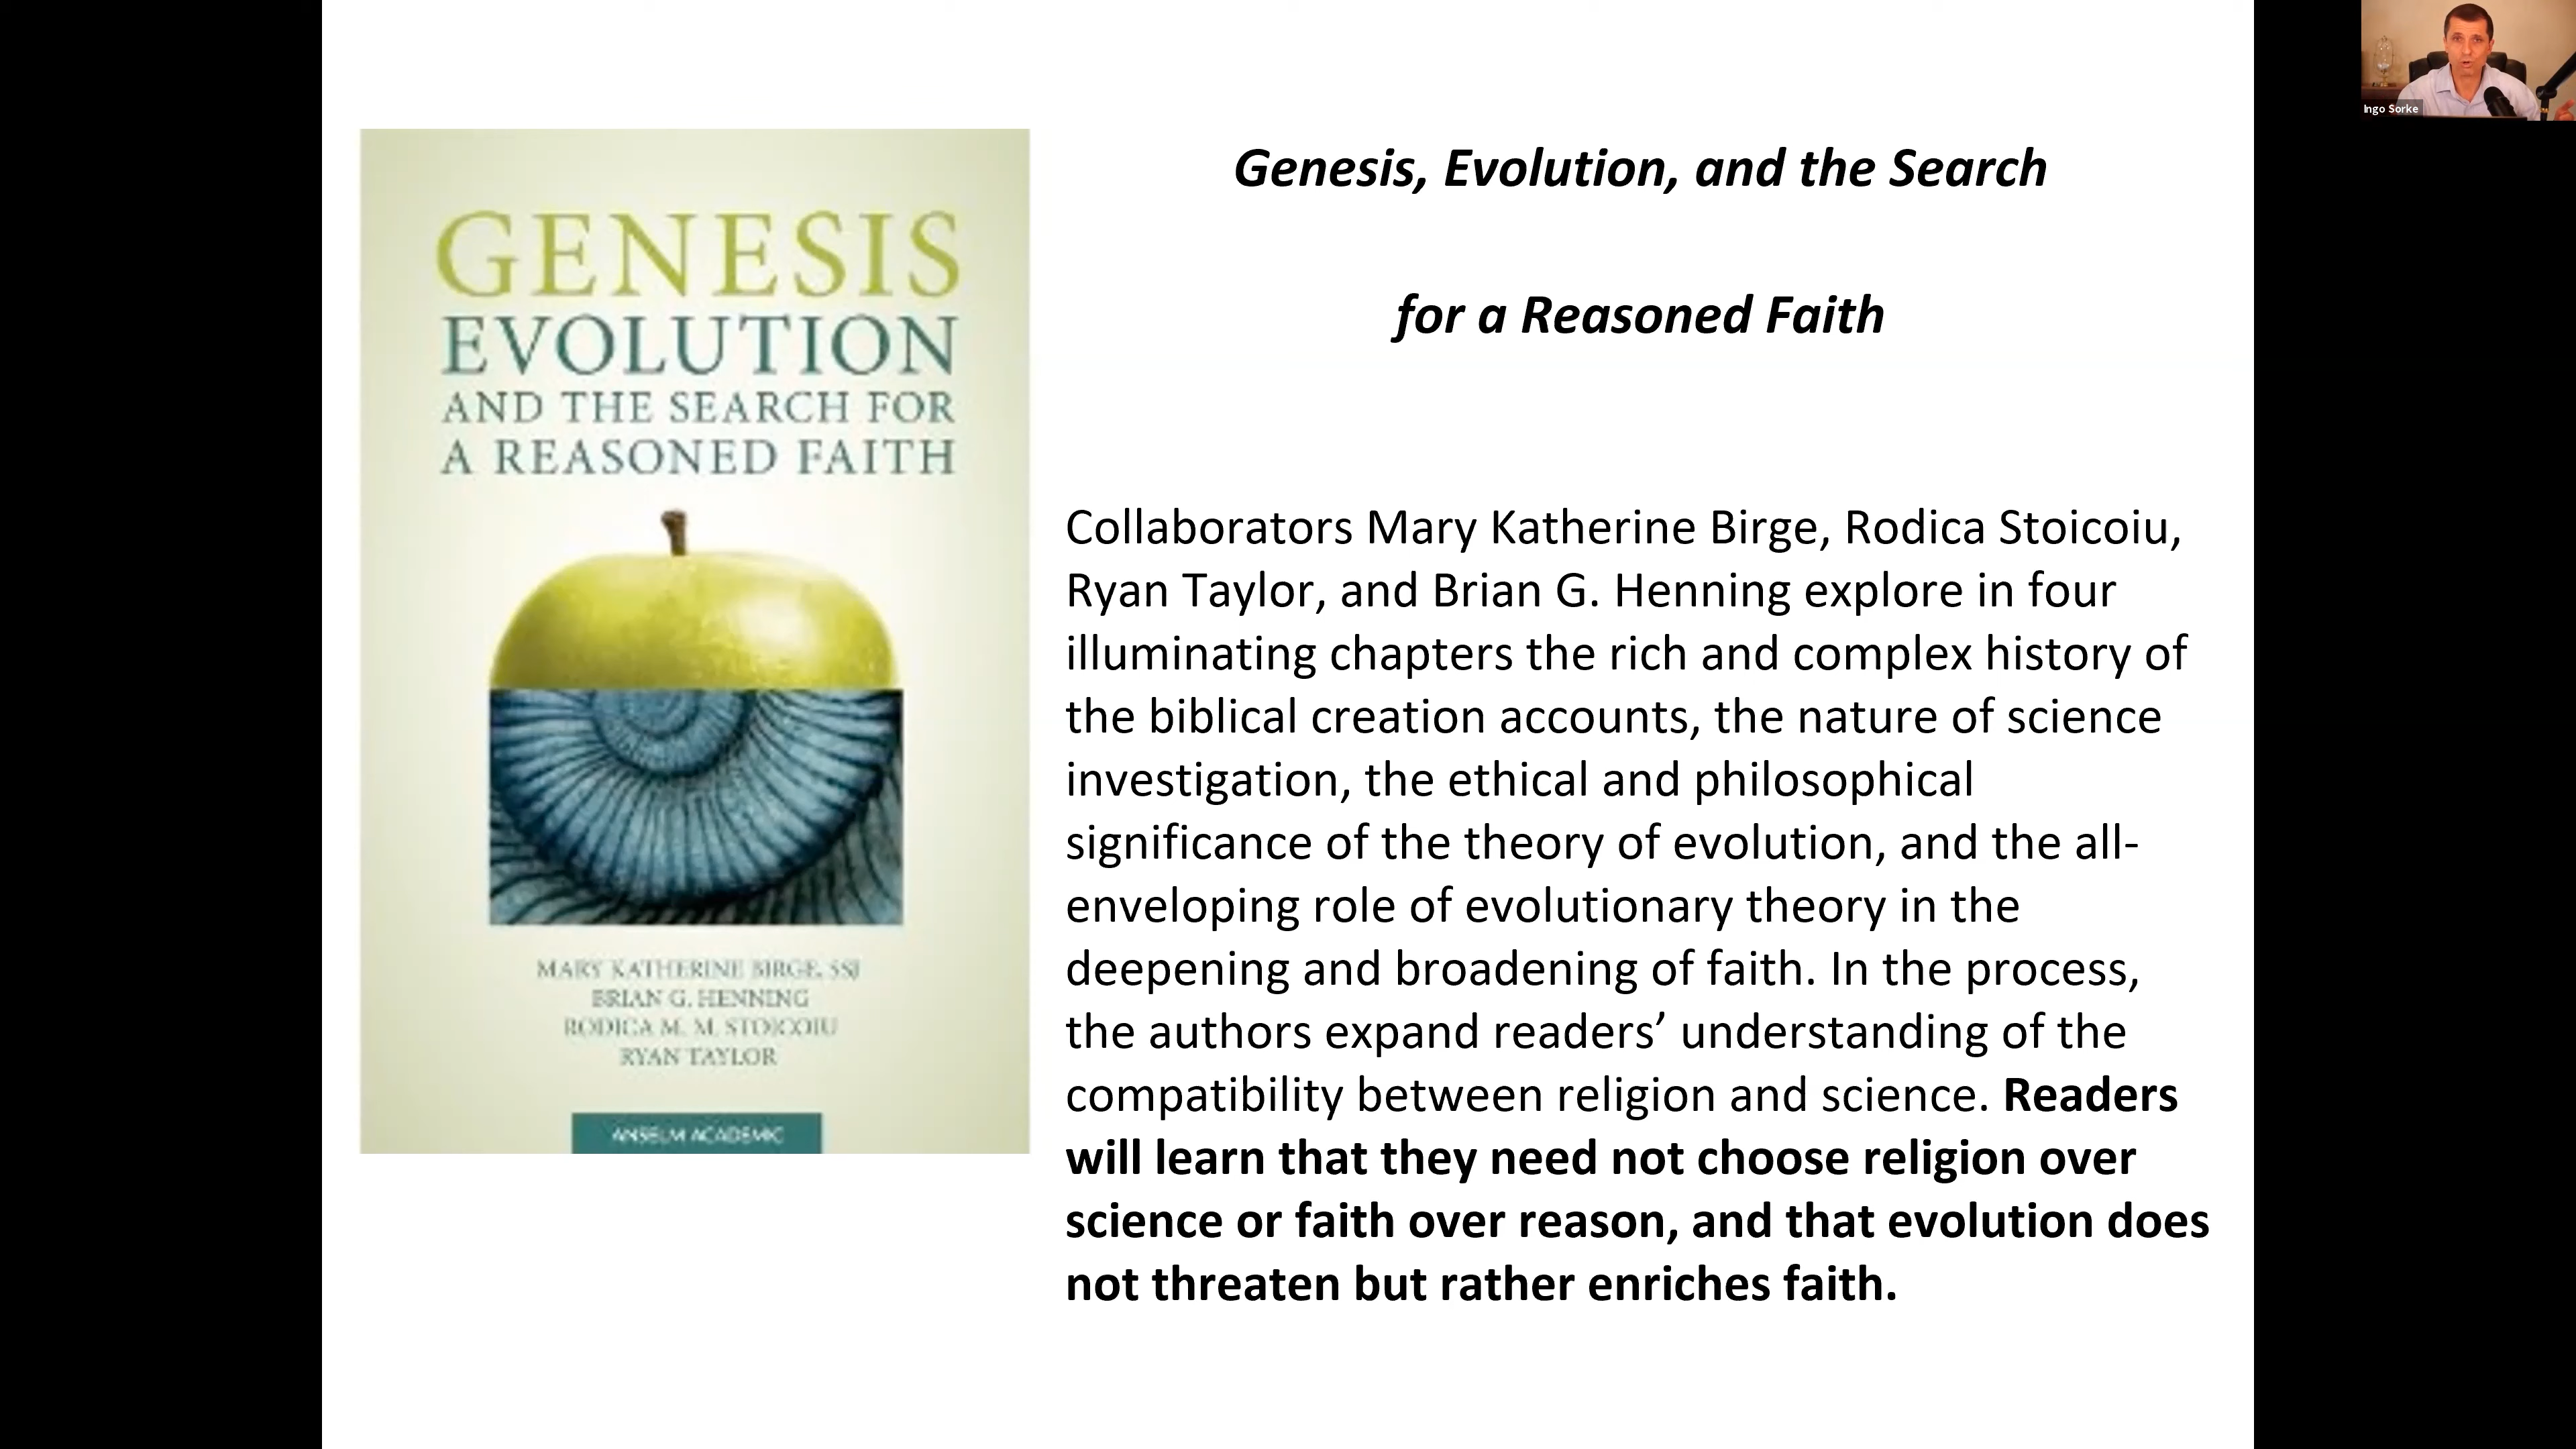 GENESIS
EVOLUTION
AND THE SEARCH FOR
A REASONED FAITH
MARY KATHERINE BIRGE, SSJ
BRIAN G. HENNING
RODICA M. M. STOICOIU
RYAN TAYLOR
ANSELM ACADEMIC
Genesis, Evolution, and the Search
for a Reasoned Faith
Collaborators Mary Katherine Birge, Rodica Stoicoiu,
Ryan Taylor, and Brian G. Henning explore in four
illuminating chapters the rich and complex history of
the biblical creation accounts, the nature of science
investigation, the ethical and philosophical
significance of the theory of evolution, and the all-
enveloping role of evolutionary theory in the
deepening and broadening of faith. In the process,
the authors expand readers’ understanding of the
compatibility between religion and science. Readers
will learn that they need not choose religion over
science or faith over reason, and that evolution does
not threaten but rather enriches faith.
Ingo Sorke